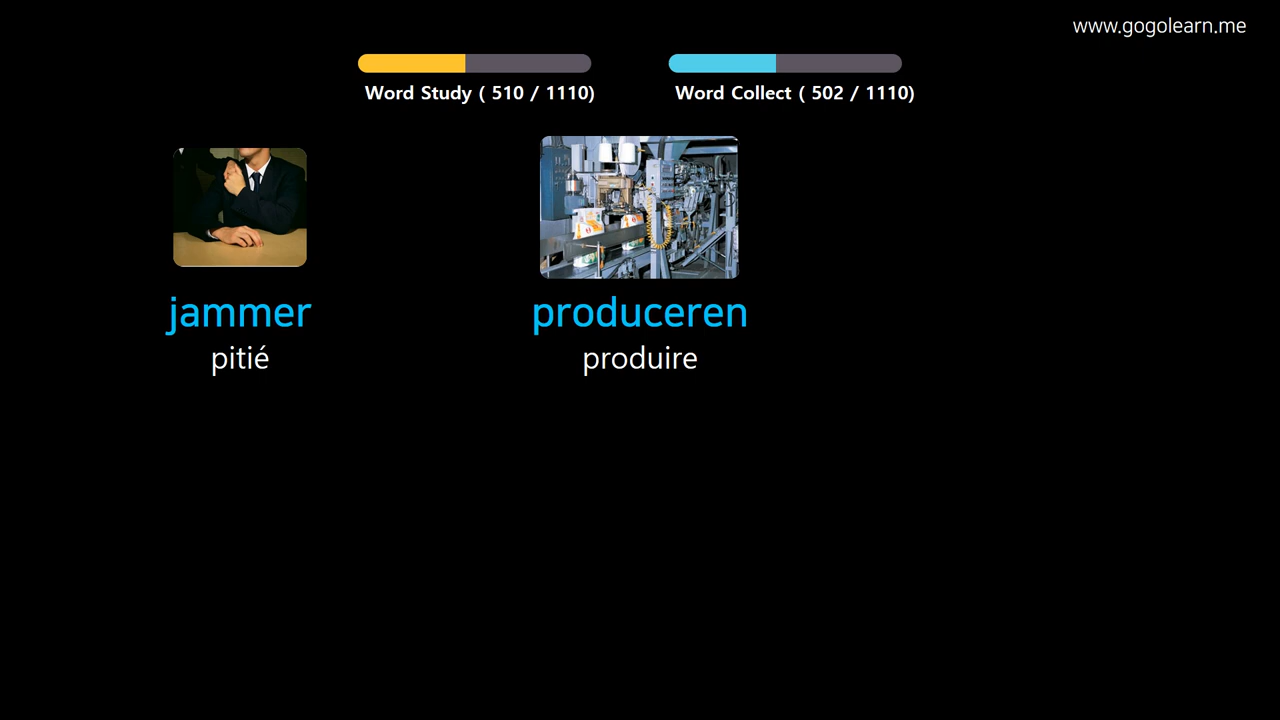 www.gogolearn.me
Word Study ( 510 / 1110)
Word Collect ( 502 / 1110)
jammer
pitié
produceren
produire